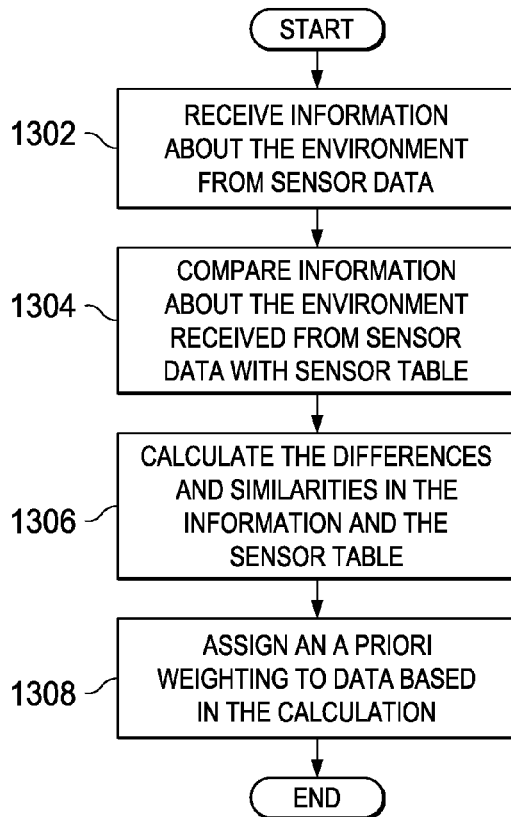 START
1302
RECEIVE INFORMATION
ABOUT THE ENVIRONMENT
FROM SENSOR DATA
1304
COMPARE INFORMATION
ABOUT THE ENVIRONMENT
RECEIVED FROM SENSOR
DATA WITH SENSOR TABLE
1306
CALCULATE THE DIFFERENCES
AND SIMILARITIES IN THE
INFORMATION AND THE
SENSOR TABLE
1308
ASSIGN AN A PRIORI
WEIGHTING TO DATA BASED
IN THE CALCULATION
END